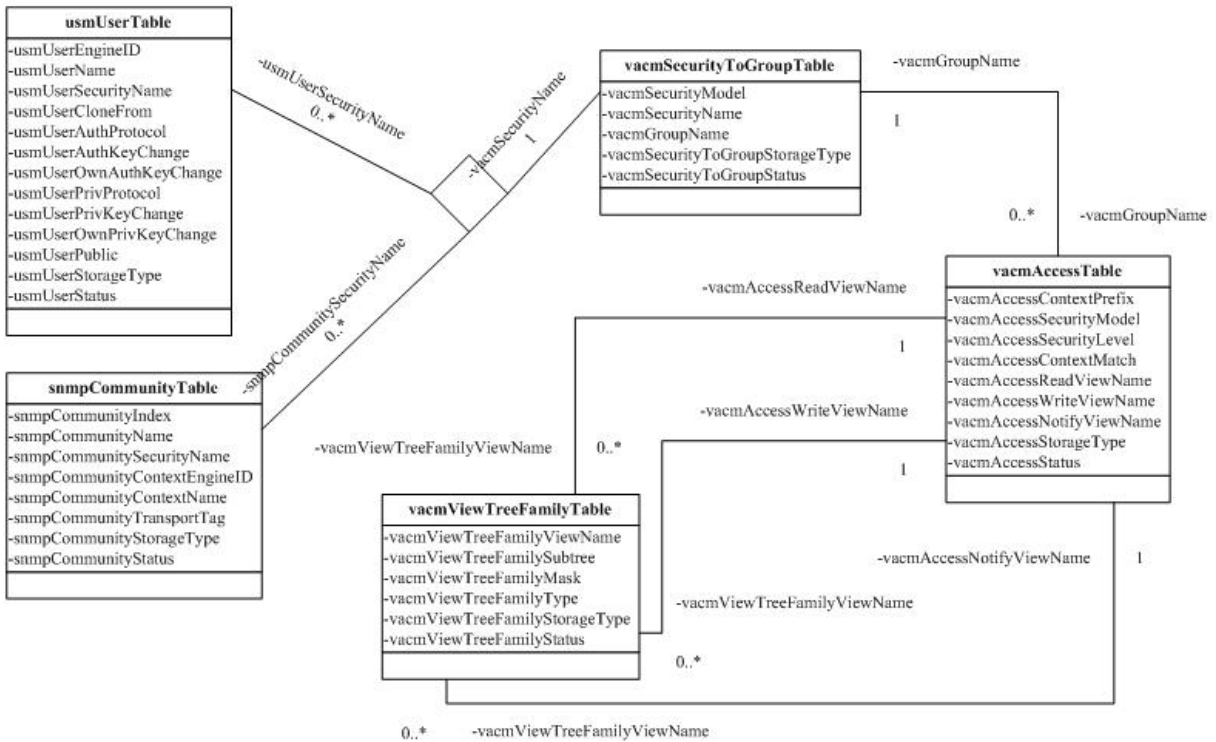 usmUserTable
-usmUserEngineID
-usmUserName
-usmUserSecurityName
-usmUserCloneFrom
-usmUserAuthProtocol
-usmUserAuthKeyChange
-usmUserOwnAuthKeyChange
-usmUserPrivProtocol
-usmUserPrivKeyChange
-usmUserOwnPrivKeyChange
-usmUserPublic
-usmUserStorageType
-usmUserStatus
-usmUserSecurityName
0..*
-vacmSecurityName
1
vacmSecurityToGroupTable
-vacmSecurityModel
-vacmSecurityName
-vacmGroupName
-vacmSecurityToGroupStorageType
-vacmSecurityToGroupStatus
-vacmGroupName
1
0..*
-vacmGroupName
-snmpCommunitySecurityName
0..*
snmpCommunityTable
-snmpCommunityIndex
-snmpCommunityName
-snmpCommunitySecurityName
-snmpCommunityContextEngineID
-snmpCommunityContextName
-snmpCommunityTransportTag
-snmpCommunityStorageType
-snmpCommunityStatus
vacmAccessTable
-vacmAccessContextPrefix
-vacmAccessSecurityModel
-vacmAccessSecurityLevel
-vacmAccessContextMatch
-vacmAccessReadViewName
-vacmAccessWriteViewName
-vacmAccessNotifyViewName
-vacmAccessStorageType
-vacmAccessStatus
-vacmAccessReadViewName
1
-vacmAccessWriteViewName
1
-vacmViewTreeFamilyViewName
0..*
vacmViewTreeFamilyTable
-vacmViewTreeFamilyViewName
-vacmViewTreeFamilySubtree
-vacmViewTreeFamilyMask
-vacmViewTreeFamilyType
-vacmViewTreeFamilyStorageType
-vacmViewTreeFamilyStatus
-vacmAccessNotifyViewName
1
-vacmViewTreeFamilyViewName
0..*
0..*
-vacmViewTreeFamilyViewName